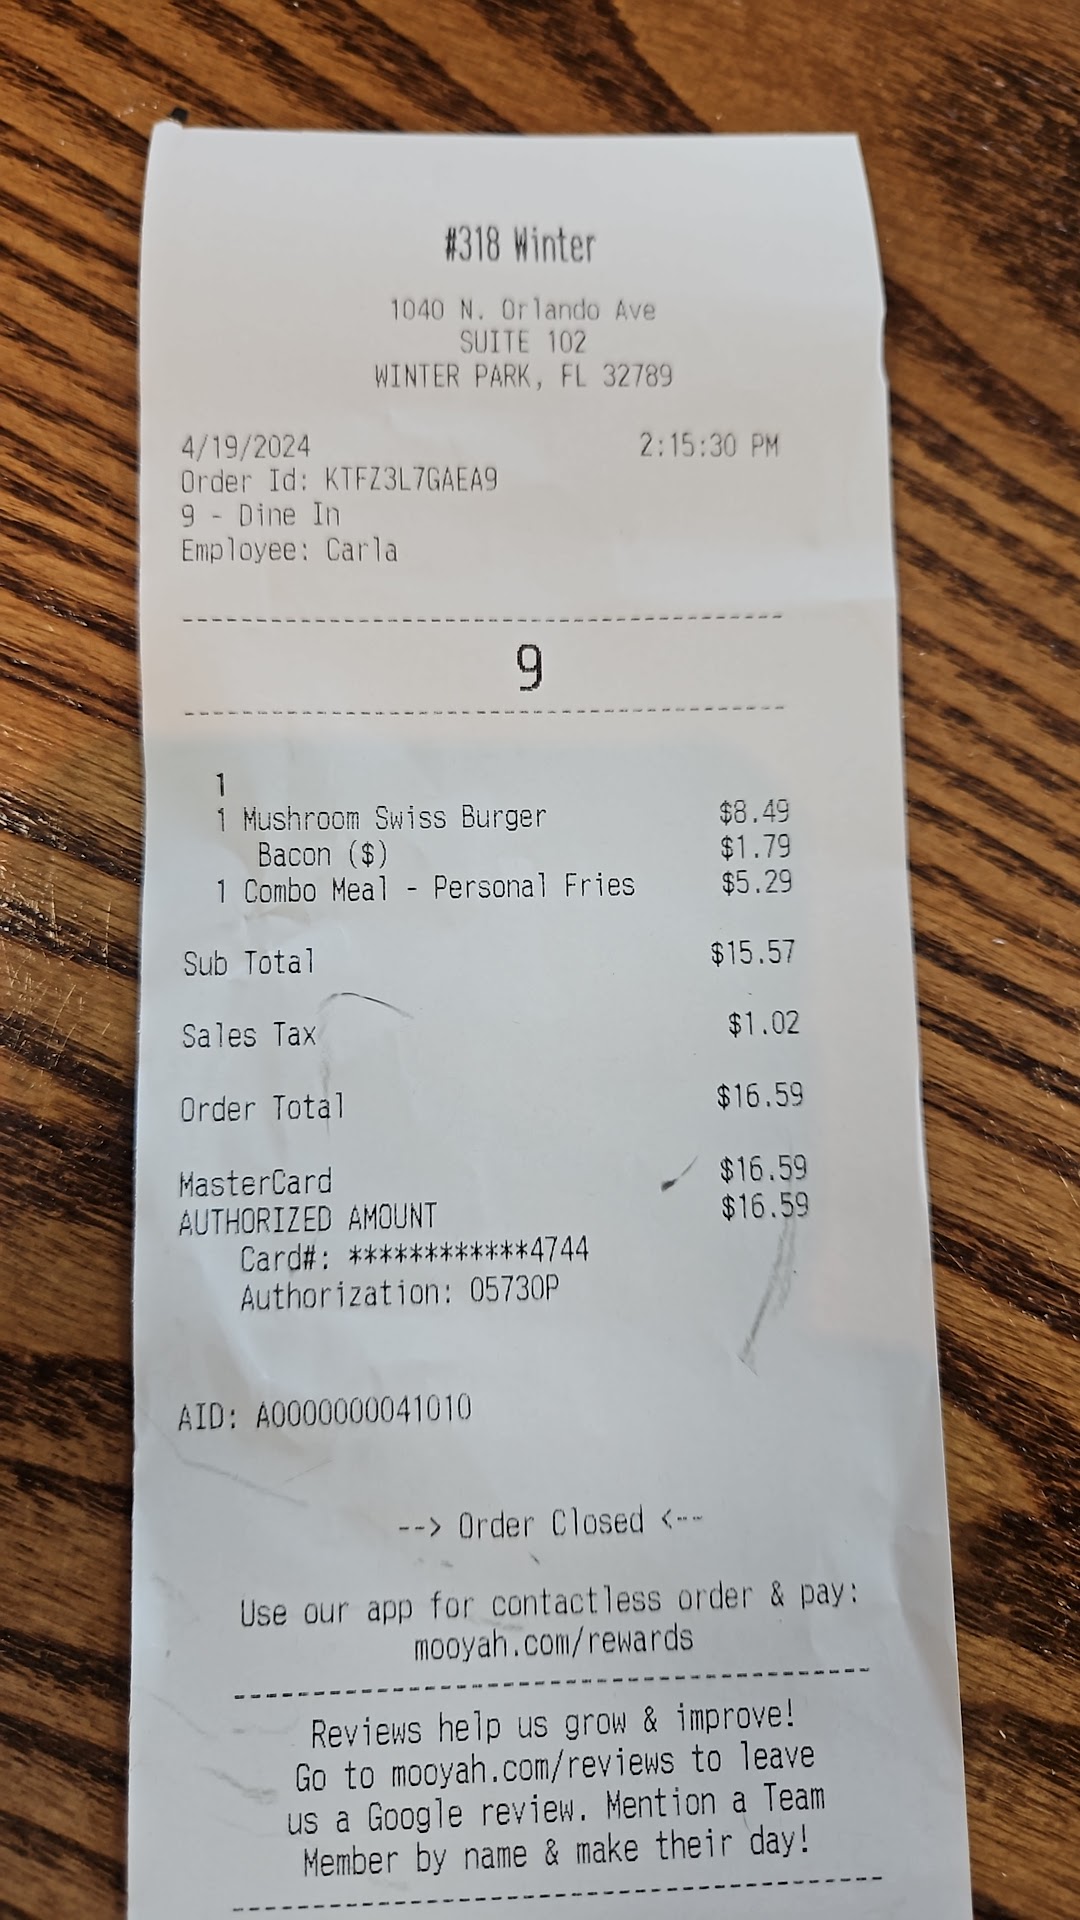 #318 Winter
1040 N. Orlando Ave
SUITE 102
WINTER PARK, FL 32789
4/19/2024 2:15:30 PM
Order Id: KTFZ3L7GAEA9
9 - Dine In
Employee: Carla
9
1
1 Mushroom Swiss Burger $8.49
Bacon ($) $1.79
1 Combo Meal - Personal Fries $5.29
Sub Total $15.57
Sales Tax $1.02
Order Total $16.59
MasterCard $16.59
AUTHORIZED AMOUNT $16.59
Card#: ************4744
Authorization: 05730P
AID: A0000000041010
--> Order Closed <--
Use our app for contactless order & pay:
mooyah.com/rewards
Reviews help us grow & improve!
Go to mooyah.com/reviews to leave
us a Google review. Mention a Team
Member by name & make their day!